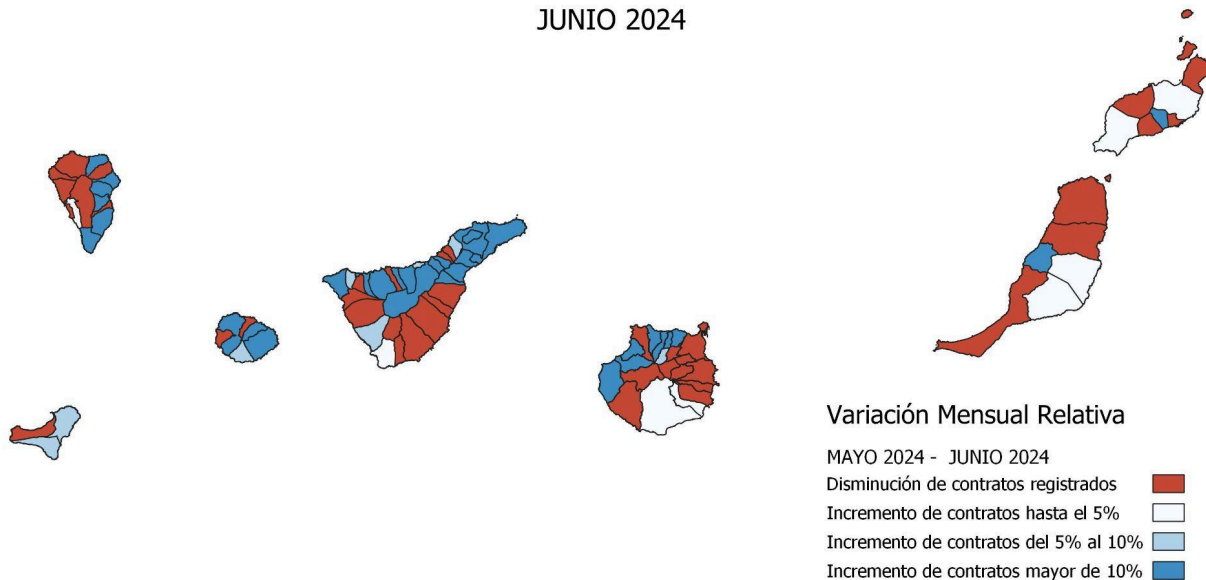 JUNIO 2024
Variación Mensual Relativa
MAYO 2024 - JUNIO 2024
Disminución de contratos registrados
Incremento de contratos hasta el 5%
Incremento de contratos del 5% al 10%
Incremento de contratos mayor de 10%